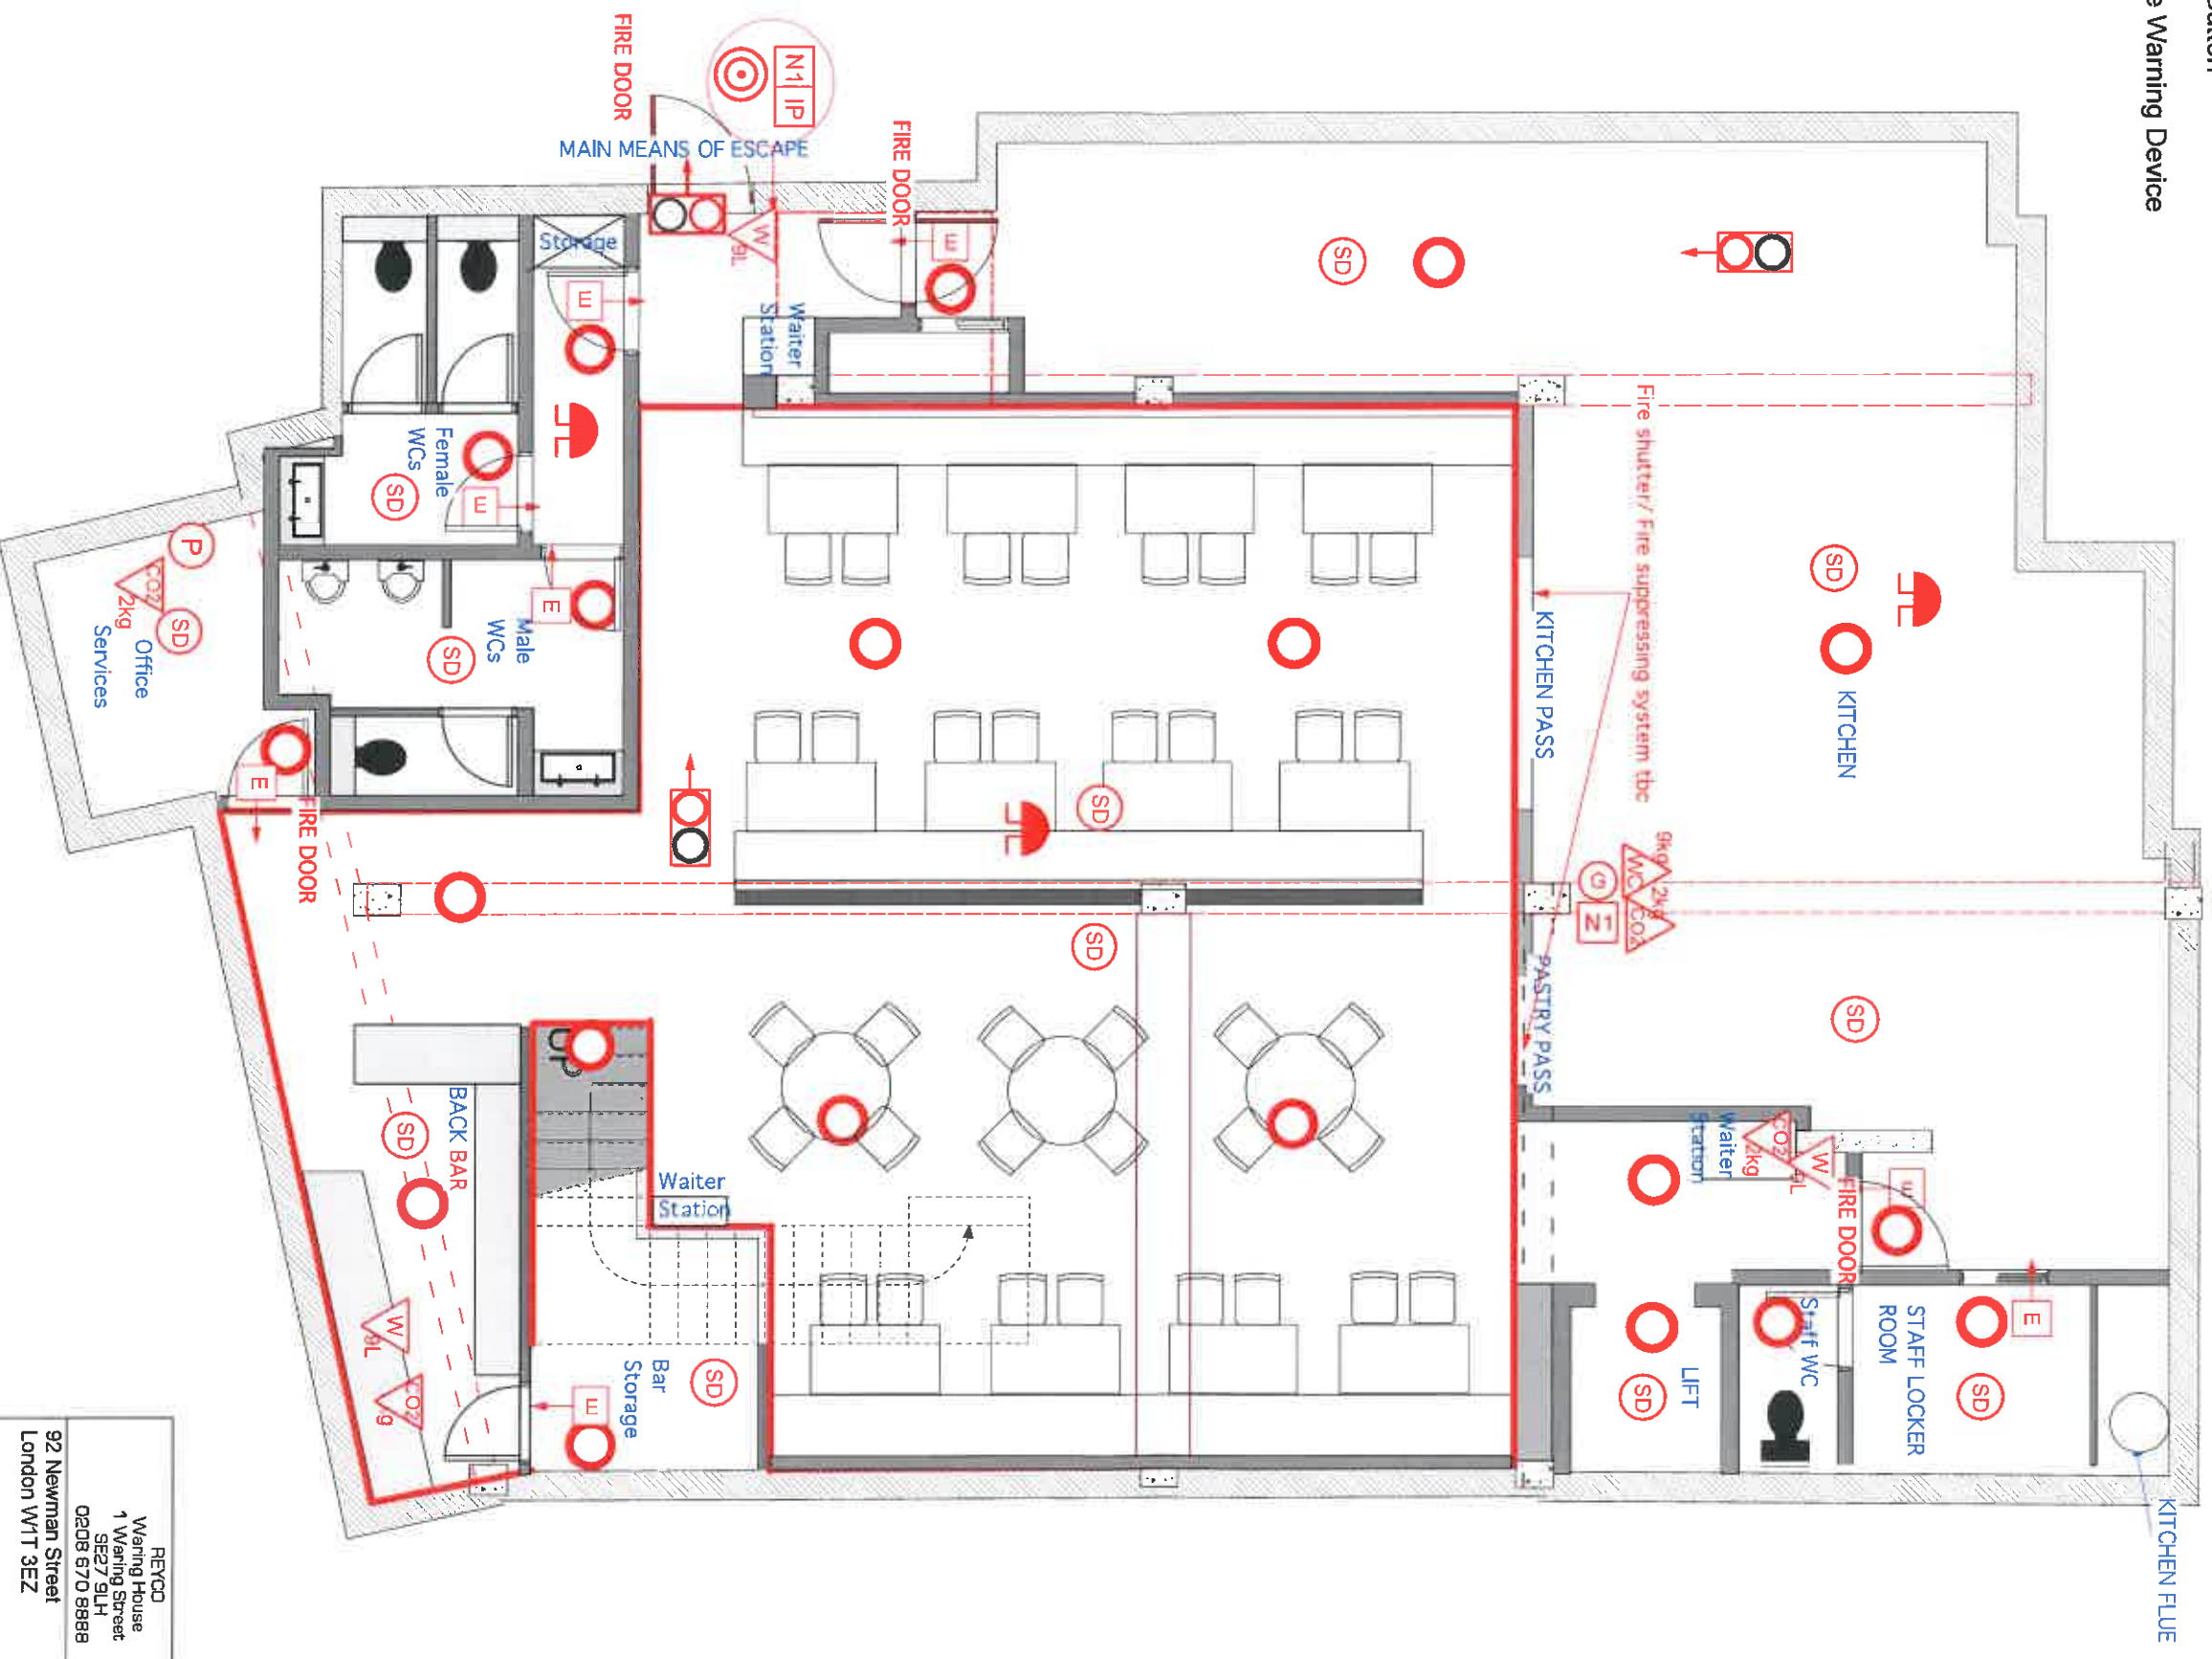 e Warning Device
FIRE DOOR
N1 IP
MAIN MEANS OF ESCAPE
FIRE DOOR
W
9L
E
SD
Storage
E
Waiter
Station
Fire shutter/ Fire suppressing system tbc
Female
WCs
SD
E
P
CO2
2kg
SD
Office
Services
E
Male
WCs
SD
E
FIRE DOOR
KITCHEN PASS
SD
KITCHEN
SD
SD
9kg
WC
2kg
CO2
G
N1
PASTRY PASS
SD
UP
BACK BAR
SD
Waiter
Station
Waiter
Station
CO2
2kg
W
9L
FIRE DOOR
E
E
STAFF LOCKER
ROOM
SD
Staff WC
LIFT
SD
Bar
Storage
SD
E
W
9L
CO2
KITCHEN FLUE
REYCO
Waring House
1 Waring Street
SE27 9LH
0208 670 8888
92 Newman Street
London W1T 3EZ